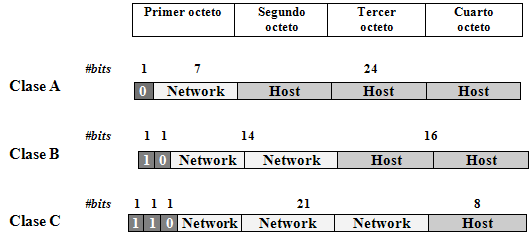 Primer octeto Segundo octeto Tercer octeto Cuarto octeto
#bits 1 7 24
Clase A 0 Network Host Host Host
#bits 1 1 14 16
Clase B 1 0 Network Network Host Host
#bits 1 1 1 21 8
Clase C 1 1 0 Network Network Network Host